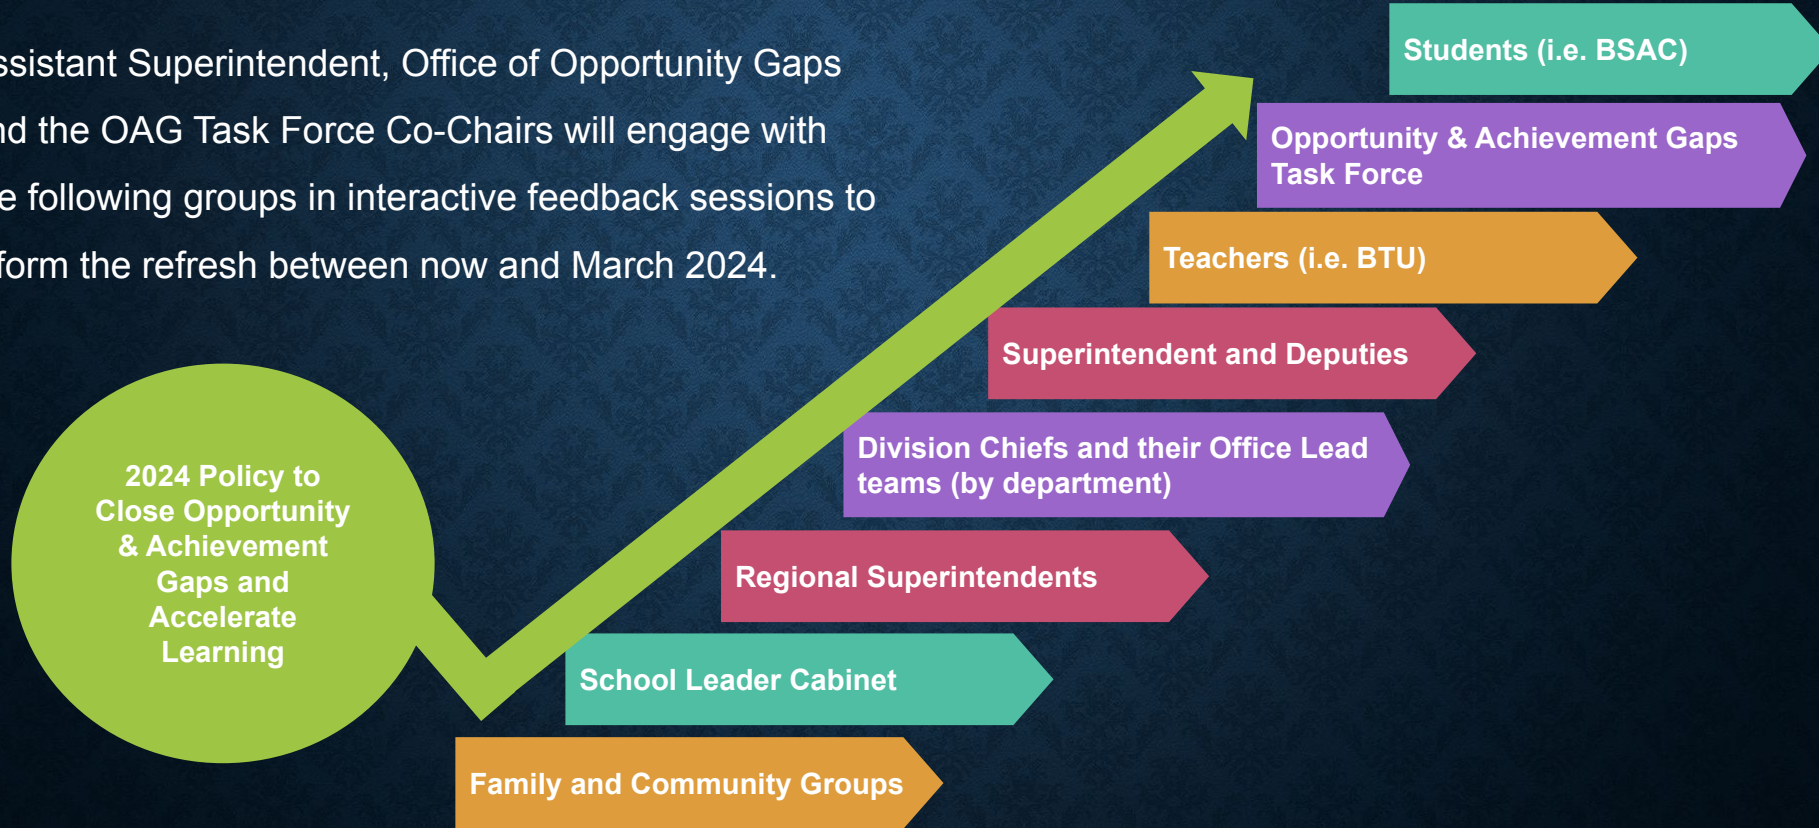 ssistant Superintendent, Office of Opportunity Gaps
nd the OAG Task Force Co-Chairs will engage with
e following groups in interactive feedback sessions to
form the refresh between now and March 2024.
Students (i.e. BSAC)
Opportunity & Achievement Gaps
Task Force
Teachers (i.e. BTU)
Superintendent and Deputies
Division Chiefs and their Office Lead
teams (by department)
Regional Superintendents
School Leader Cabinet
Family and Community Groups
2024 Policy to
Close Opportunity
& Achievement
Gaps and
Accelerate
Learning